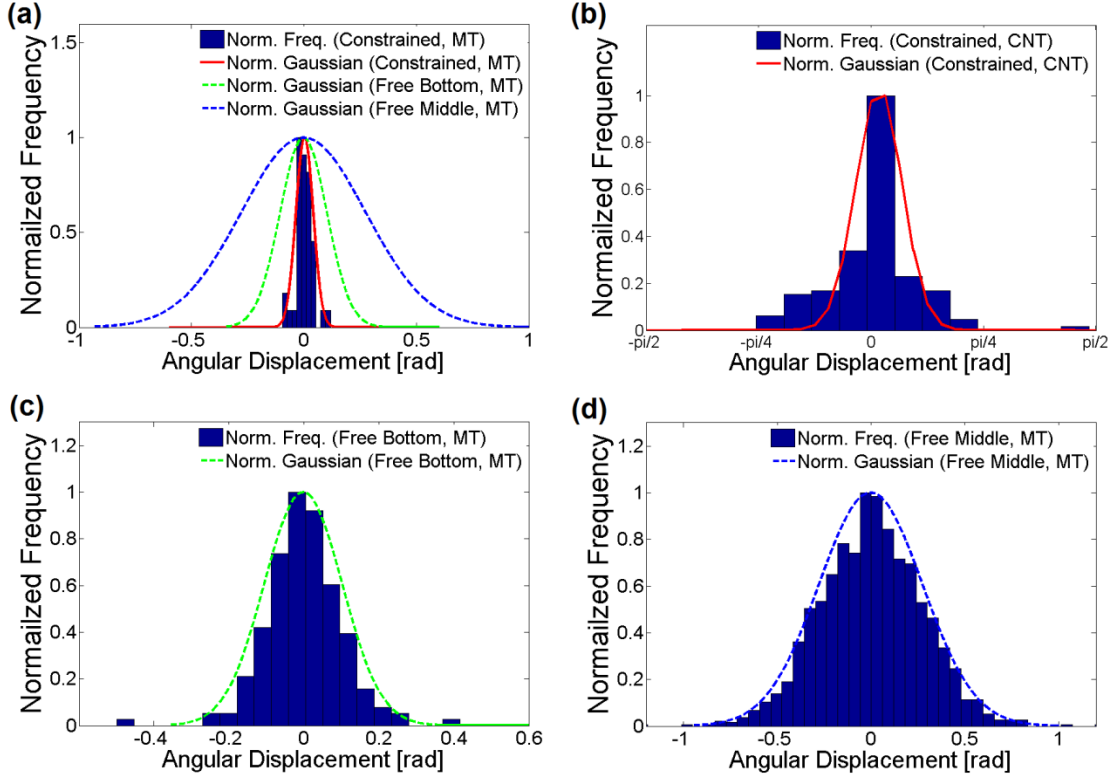 (a)
Norm. Freq. (Constrained, MT)
Norm. Gaussian (Constrained, MT)
Norm. Gaussian (Free Bottom, MT)
Norm. Gaussian (Free Middle, MT)
1.5
1
0.5
0
Normailzed Frequency
-1 -0.5 0 0.5 1
Angular Displacement [rad]
(b)
Norm. Freq. (Constrained, CNT)
Norm. Gaussian (Constrained, CNT)
1
0.8
0.6
0.4
0.2
0
Normailzed Frequency
-pi/2 -pi/4 0 pi/4 pi/2
Angular Displacement [rad]
(c)
Norm. Freq. (Free Bottom, MT)
Norm. Gaussian (Free Bottom, MT)
1.2
1
0.8
0.6
0.4
0.2
0
Normailzed Frequency
-0.4 -0.2 0 0.2 0.4 0.6
Angular Displacement [rad]
(d)
Norm. Freq. (Free Middle, MT)
Norm. Gaussian (Free Middle, MT)
1.2
1
0.8
0.6
0.4
0.2
0
Normailzed Frequency
-1 -0.5 0 0.5 1
Angular Displacement [rad]